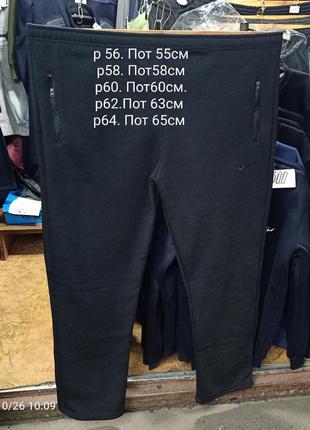 р 56. Пот 55см
р58. Пот58см
р60. Пот60см.
р62.Пот 63см
р64. Пот 65см
0/26 10:09